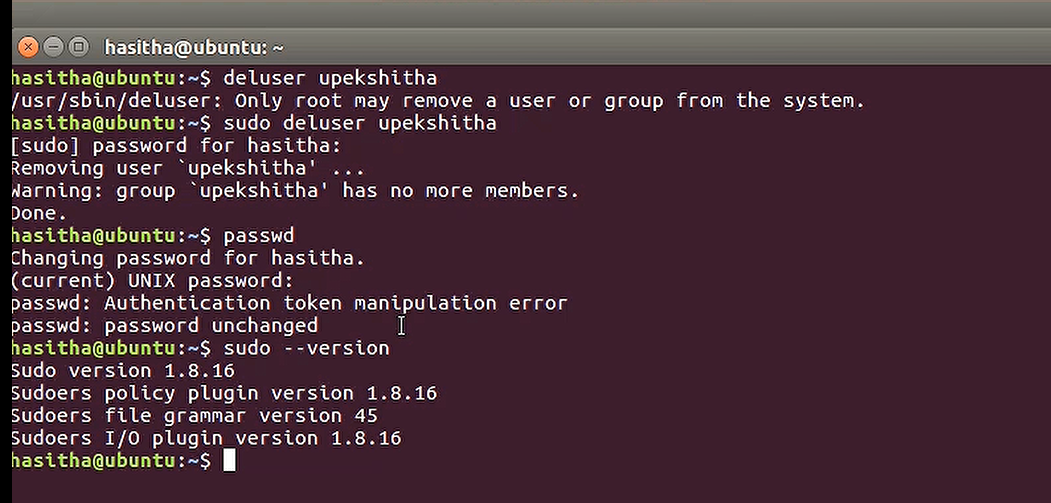 hasitha@ubuntu: ~
hasitha@ubuntu:~$ deluser upekshitha
/usr/sbin/deluser: Only root may remove a user or group from the system.
hasitha@ubuntu:~$ sudo deluser upekshitha
[sudo] password for hasitha:
Removing user `upekshitha' ...
Warning: group `upekshitha' has no more members.
Done.
hasitha@ubuntu:~$ passwd
Changing password for hasitha.
(current) UNIX password:
passwd: Authentication token manipulation error
passwd: password unchanged
hasitha@ubuntu:~$ sudo --version
Sudo version 1.8.16
Sudoers policy plugin version 1.8.16
Sudoers file grammar version 45
Sudoers I/O plugin version 1.8.16
hasitha@ubuntu:~$